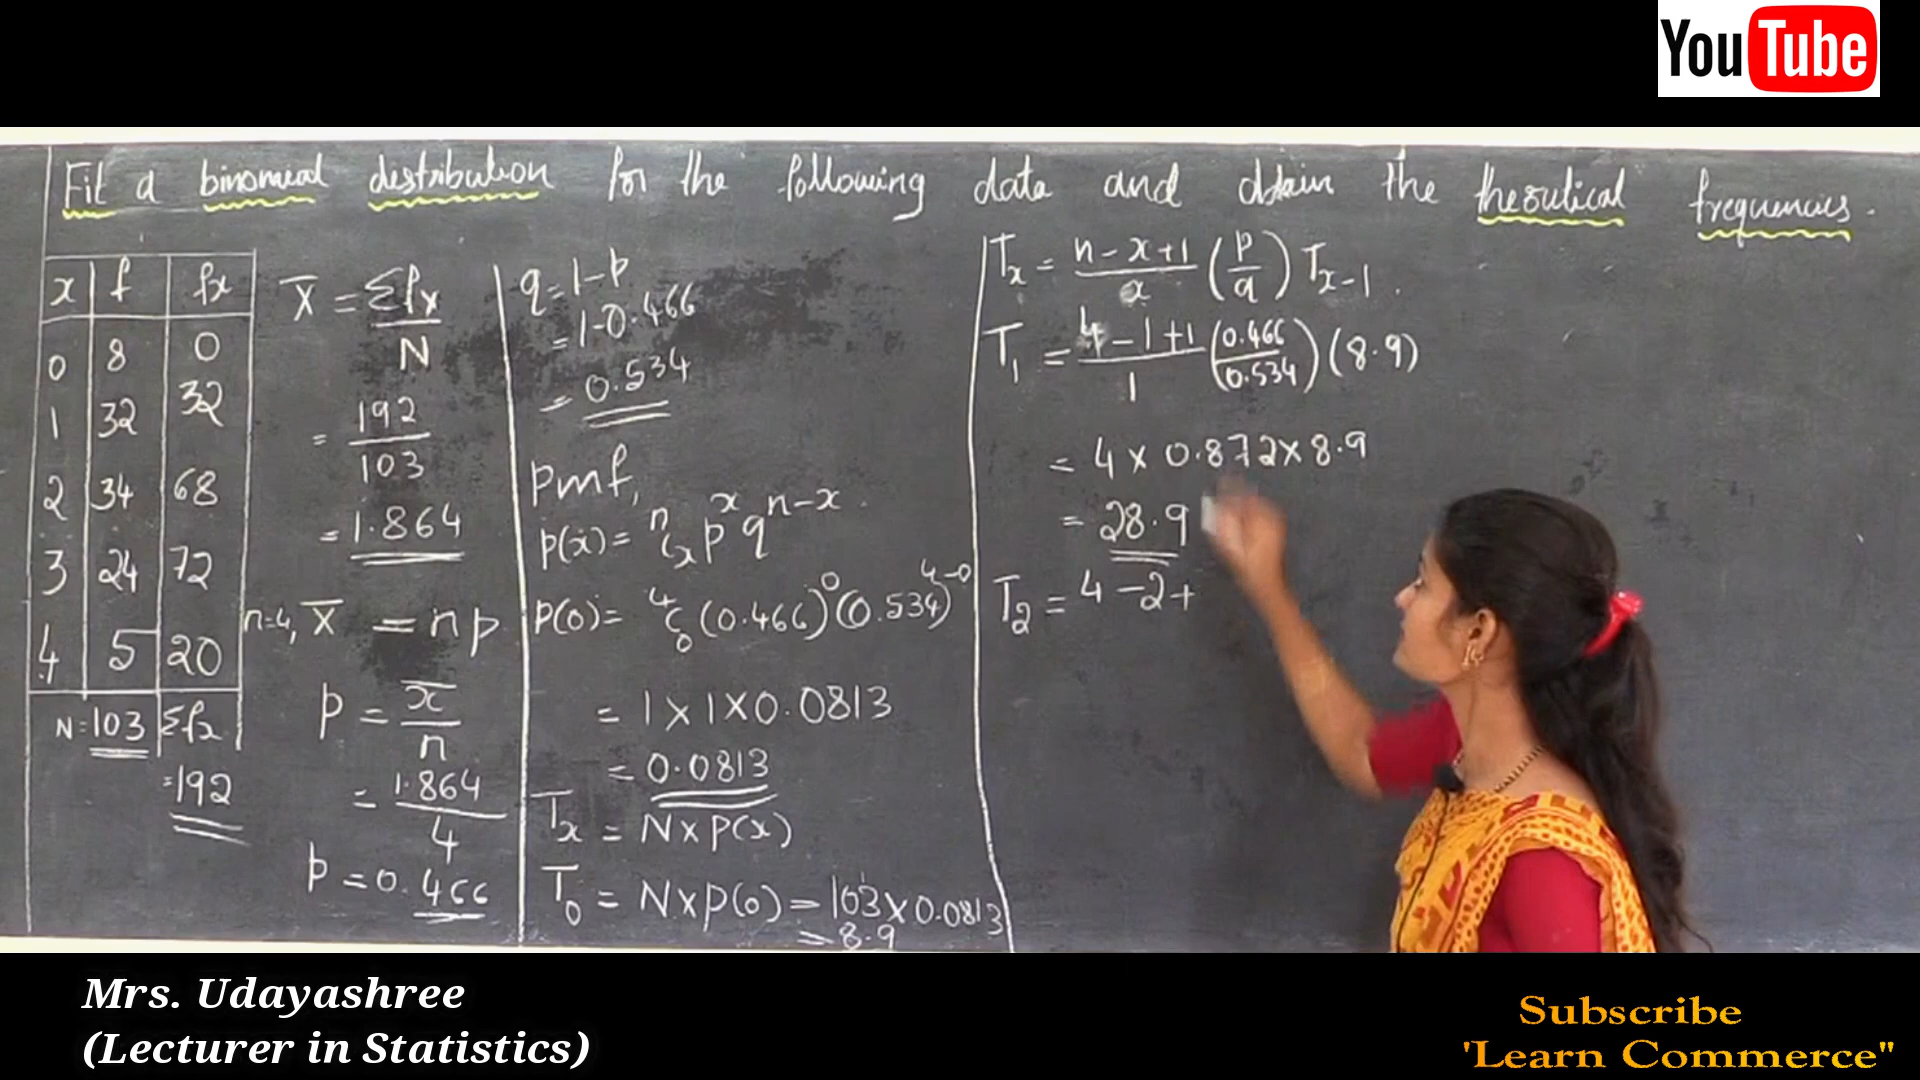 YouTube
Fit a binomial distribution for the following data and obtain the theoretical frequencies.
x f fx
0 8 0
1 32 32
2 34 68
3 24 72
4 5 20
N=103 Σfx
=192
X̄ = Σfx / N
= 192 / 103
= 1.864
n=4, X̄ = np
p = x̄ / n
= 1.864 / 4
p = 0.466
q = 1-p
= 1-0.466
= 0.534
Pmf,
p(x) = ⁿCₓ pˣ qⁿ⁻ˣ.
p(0) = ⁴C₀ (0.466)⁰ (0.534)⁴⁻⁰
= 1 x 1 x 0.0813
= 0.0813
Tₓ = N x P(x)
T₀ = N x p(0) = 103 x 0.0813
= 8.9
Tₓ = n-x+1 / x (p/q) Tₓ₋₁.
T₁ = 4-1+1 / 1 (0.466/0.534) (8.9)
= 4 x 0.872 x 8.9
= 28.9
T₂ = 4-2+
Mrs. Udayashree
(Lecturer in Statistics)
Subscribe
'Learn Commerce"